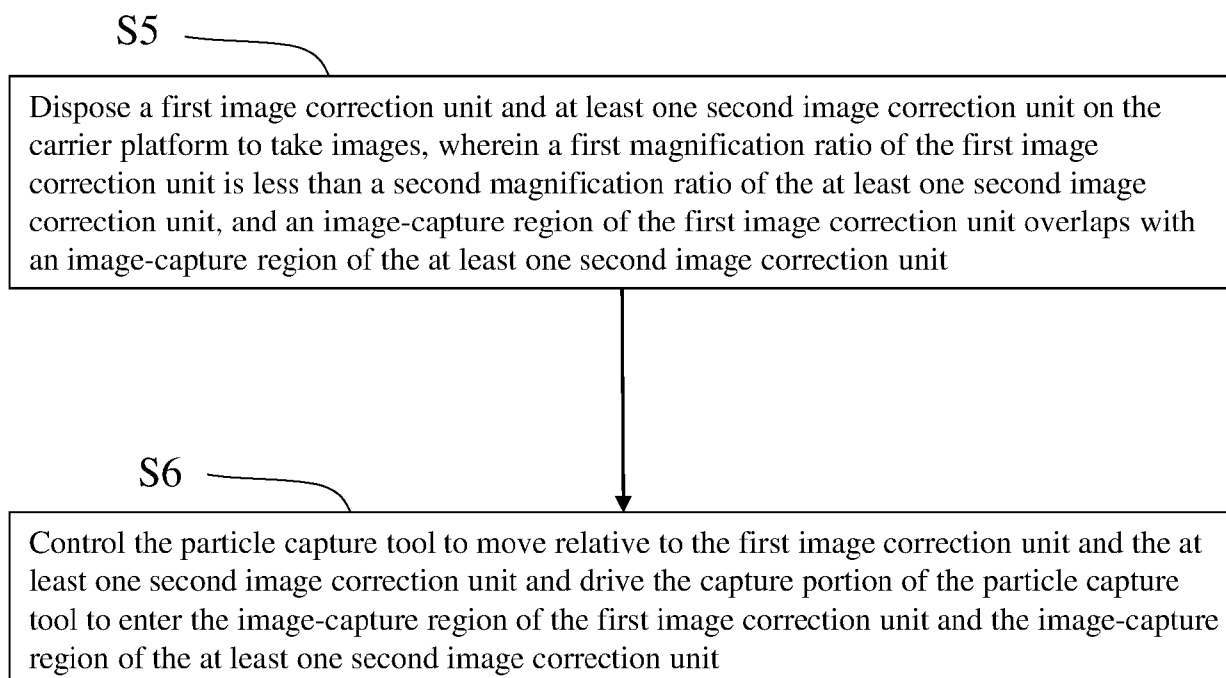 S5
Dispose a first image correction unit and at least one second image correction unit on the
carrier platform to take images, wherein a first magnification ratio of the first image
correction unit is less than a second magnification ratio of the at least one second image
correction unit, and an image-capture region of the first image correction unit overlaps with
an image-capture region of the at least one second image correction unit
S6
Control the particle capture tool to move relative to the first image correction unit and the at
least one second image correction unit and drive the capture portion of the particle capture
tool to enter the image-capture region of the first image correction unit and the image-capture
region of the at least one second image correction unit